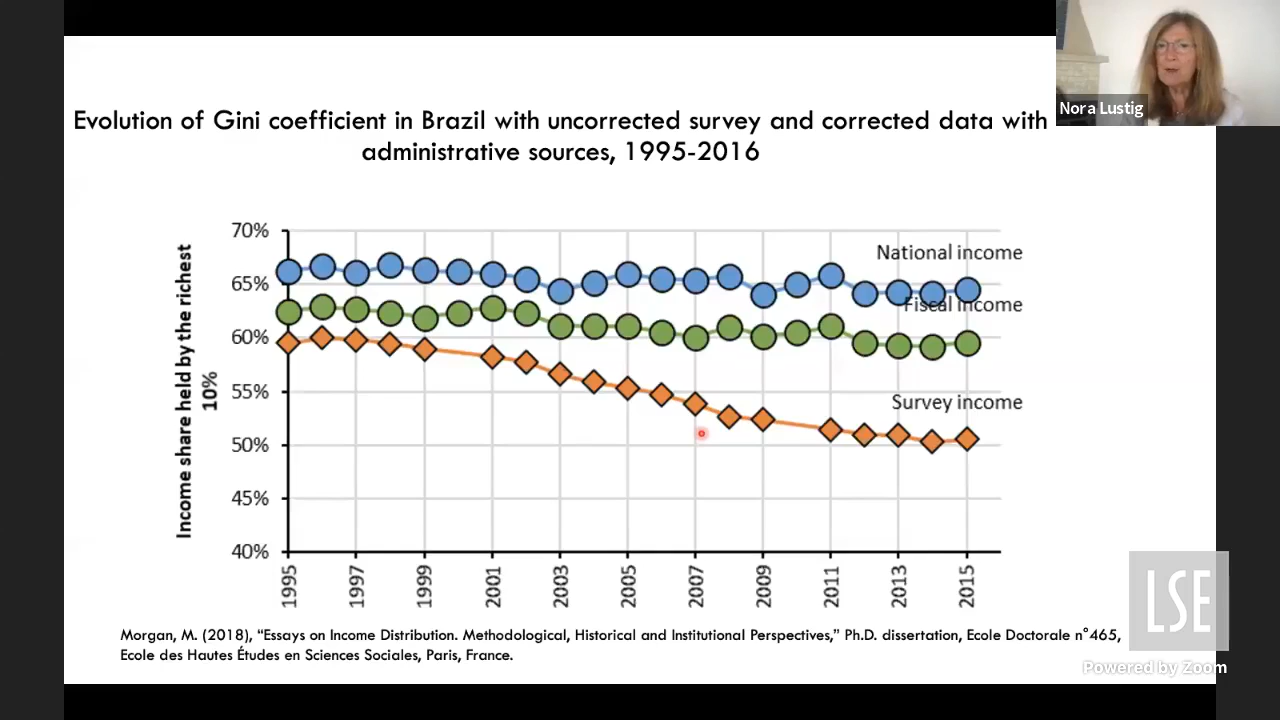 Nora Lustig
Evolution of Gini coefficient in Brazil with uncorrected survey and corrected data with
administrative sources, 1995-2016
Income share held by the richest
10%
70%
65%
60%
55%
50%
45%
40%
National income
Fiscal income
Survey income
1995
1997
1999
2001
2003
2005
2007
2009
2011
2013
2015
Morgan, M. (2018), “Essays on Income Distribution. Methodological, Historical and Institutional Perspectives,” Ph.D. dissertation, Ecole Doctorale n°465,
Ecole des Hautes Études en Sciences Sociales, Paris, France.
LSE
Powered by Zoom